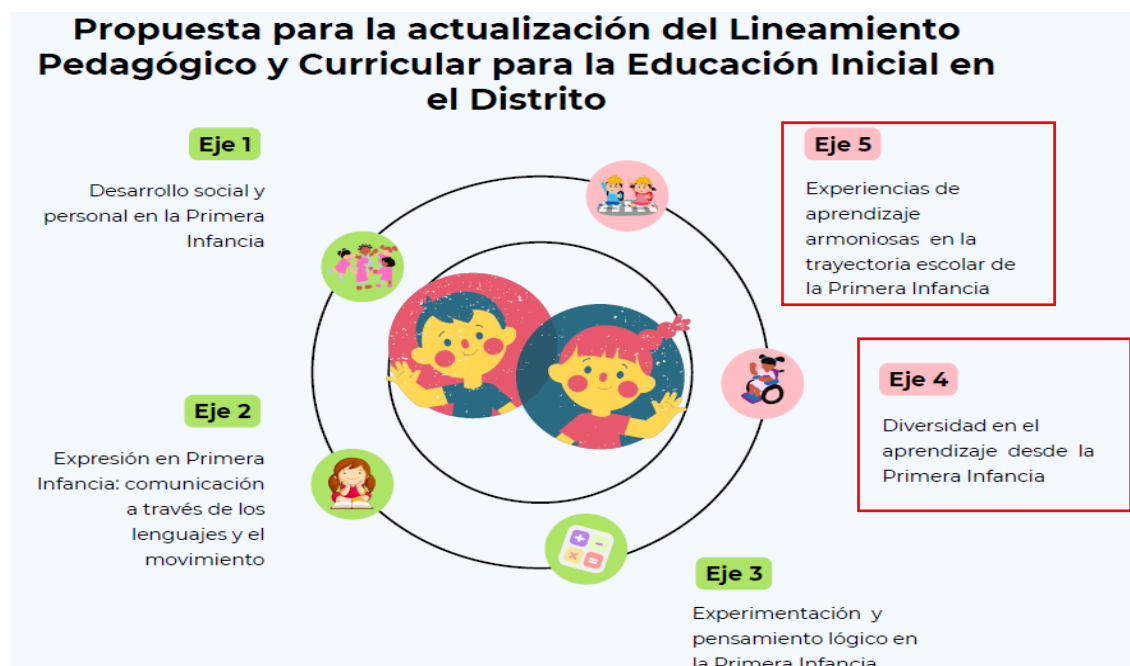 Propuesta para la actualización del Lineamiento
Pedagógico y Curricular para la Educación Inicial en
el Distrito
Eje 1
Desarrollo social y
personal en la Primera
Infancia
Eje 2
Expresión en Primera
Infancia: comunicación
a través de los
lenguajes y el
movimiento
Eje 3
Experimentación y
pensamiento lógico en
la Primera Infancia
Eje 4
Diversidad en el
aprendizaje desde la
Primera Infancia
Eje 5
Experiencias de
aprendizaje
armoniosas en la
trayectoria escolar de
la Primera Infancia